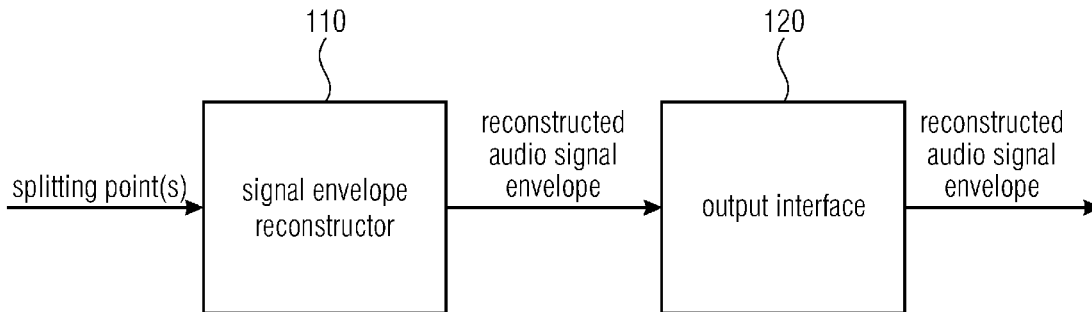 110
120
splitting point(s)
signal envelope
reconstructor
reconstructed
audio signal
envelope
output interface
reconstructed
audio signal
envelope